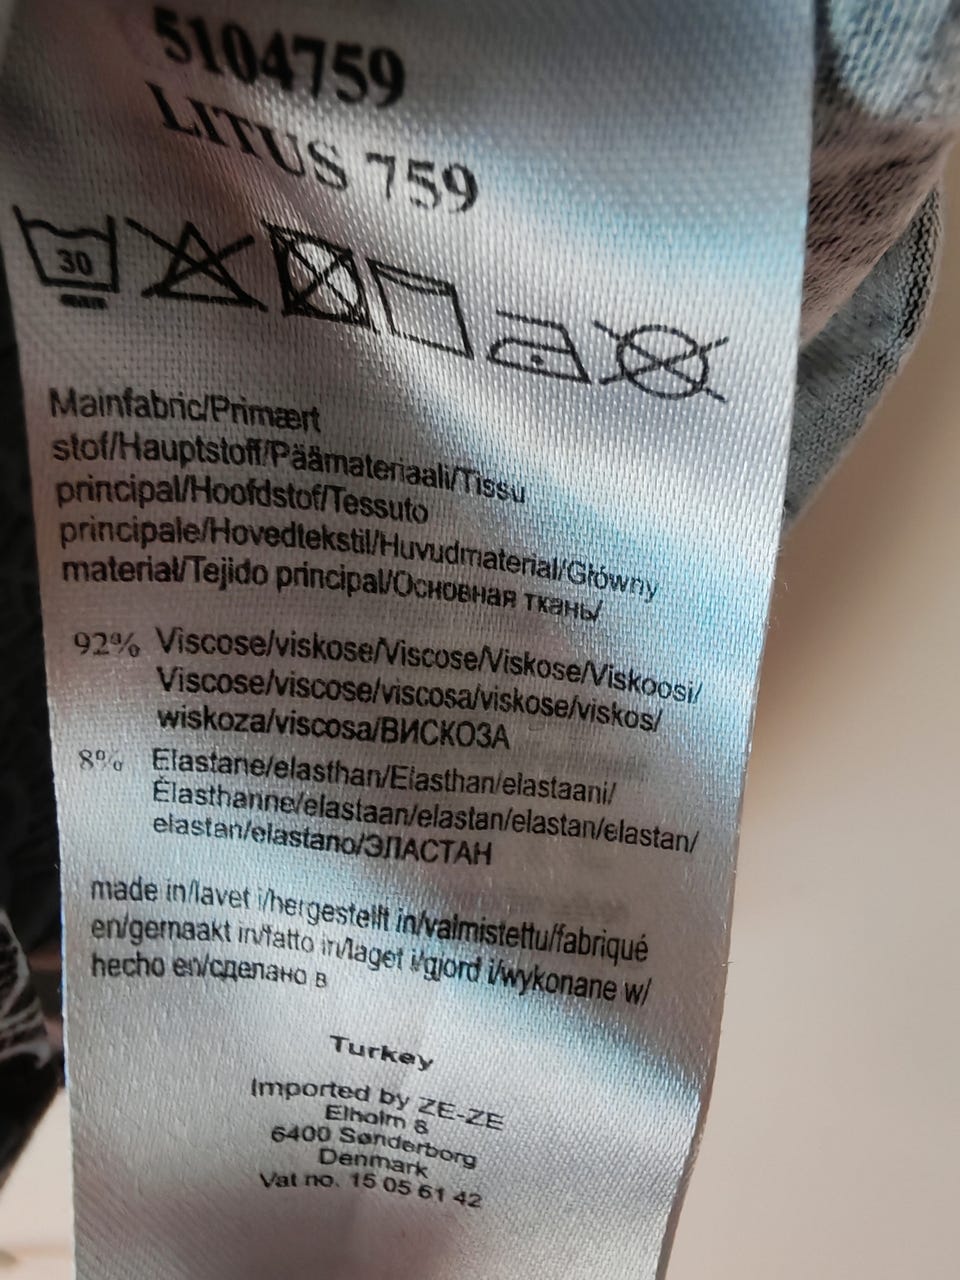 5104759
LITUS 759
30
Mainfabric/Primært
stof/Hauptstoff/Päämateriaali/Tissu
principal/Hoofdstof/Tessuto
principale/Hovedtekstil/Huvudmaterial/Główny
material/Tejido principal/Основная ткань/
92% Viscose/viskose/Viscose/Viskose/Viskoosi/
Viscose/viscose/viscosa/viskose/viskos/
wiskoza/viscosa/ВИСКОЗА
8% Elastane/elasthan/Elasthan/elastaani/
Élasthanne/elastaan/elastan/elastan/elastan/
elastan/elastano/ЭЛАСТАН
made in/lavet i/hergestellt in/valmistettu/fabriqué
en/gemaakt in/fatto in/laget i/gjord i/wykonane w/
hecho en/сделано в
Turkey
Imported by ZE-ZE
Elholm 8
6400 Sønderborg
Denmark
Vat no. 15 05 61 42